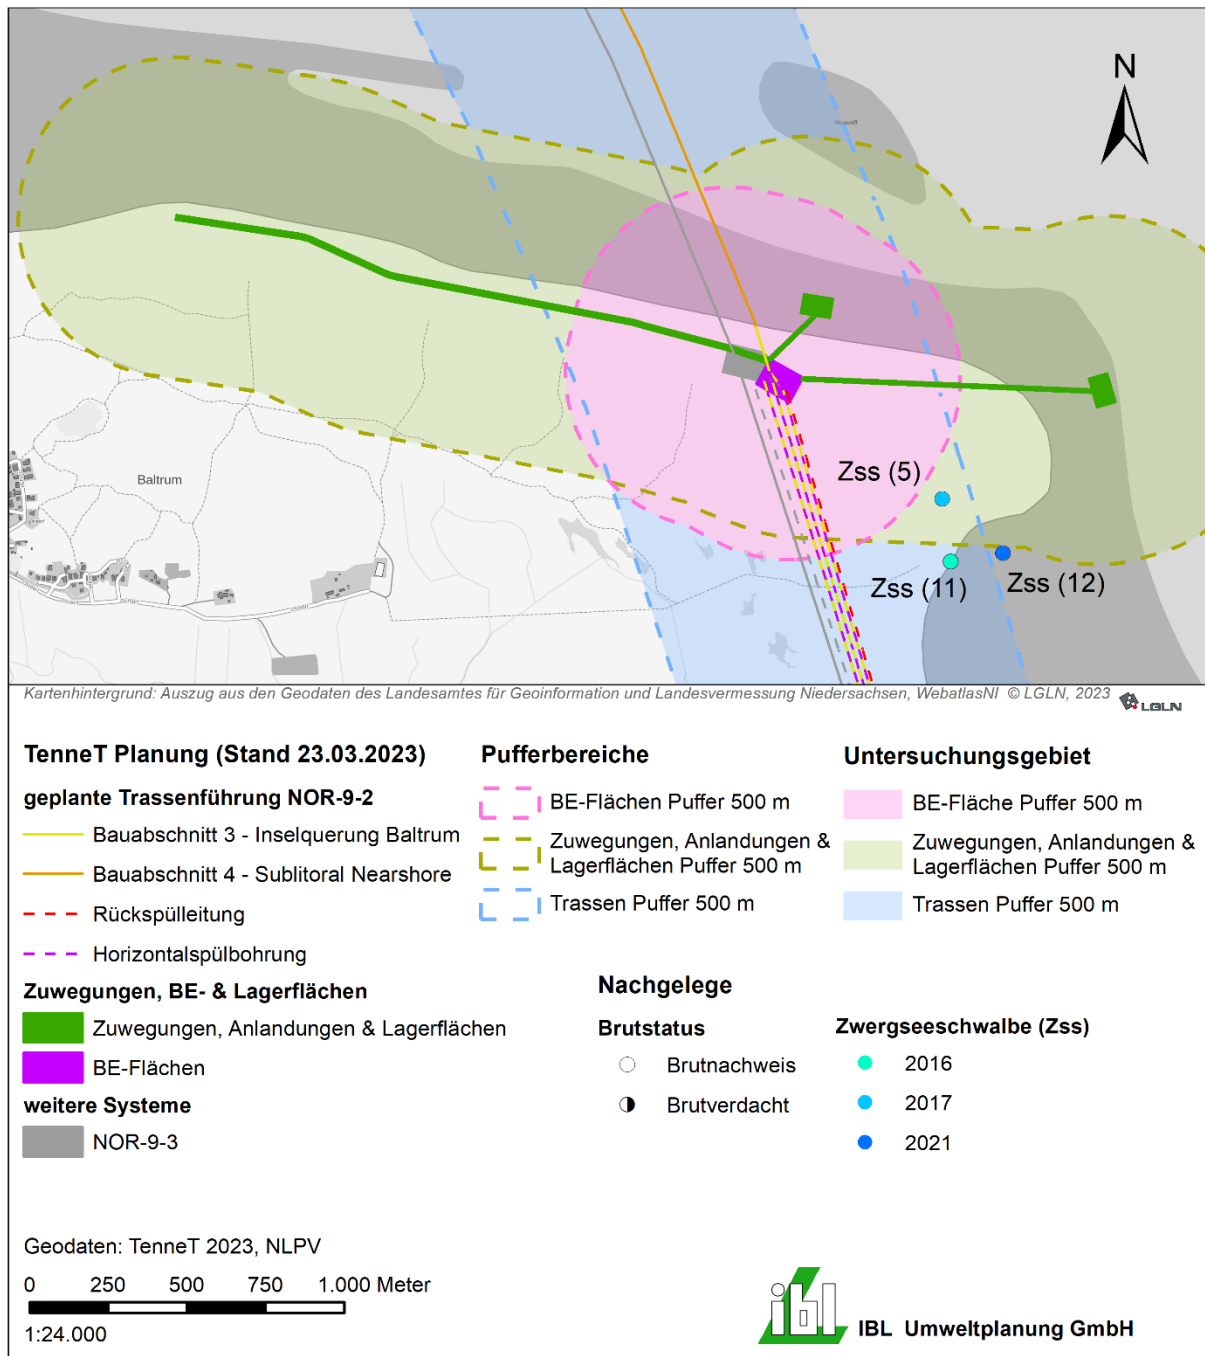 N
Baltrum
Zss (5)
Zss (11)
Zss (12)
Kartenhintergrund: Auszug aus den Geodaten des Landesamtes für Geoinformation und Landesvermessung Niedersachsen, WebatlasNI © LGLN, 2023
LGLN
TenneT Planung (Stand 23.03.2023)
geplante Trassenführung NOR-9-2
Bauabschnitt 3 - Inselquerung Baltrum
Bauabschnitt 4 - Sublitoral Nearshore
Rückspülleitung
Horizontalspülbohrung
Zuwegungen, BE- & Lagerflächen
Zuwegungen, Anlandungen & Lagerflächen
BE-Flächen
weitere Systeme
NOR-9-3
Pufferbereiche
BE-Flächen Puffer 500 m
Zuwegungen, Anlandungen &
Lagerflächen Puffer 500 m
Trassen Puffer 500 m
Untersuchungsgebiet
BE-Fläche Puffer 500 m
Zuwegungen, Anlandungen &
Lagerflächen Puffer 500 m
Trassen Puffer 500 m
Nachgelege
Brutstatus
Brutnachweis
Brutverdacht
Zwergseeschwalbe (Zss)
2016
2017
2021
Geodaten: TenneT 2023, NLPV
0 250 500 750 1.000 Meter
1:24.000
ibl
IBL Umweltplanung GmbH